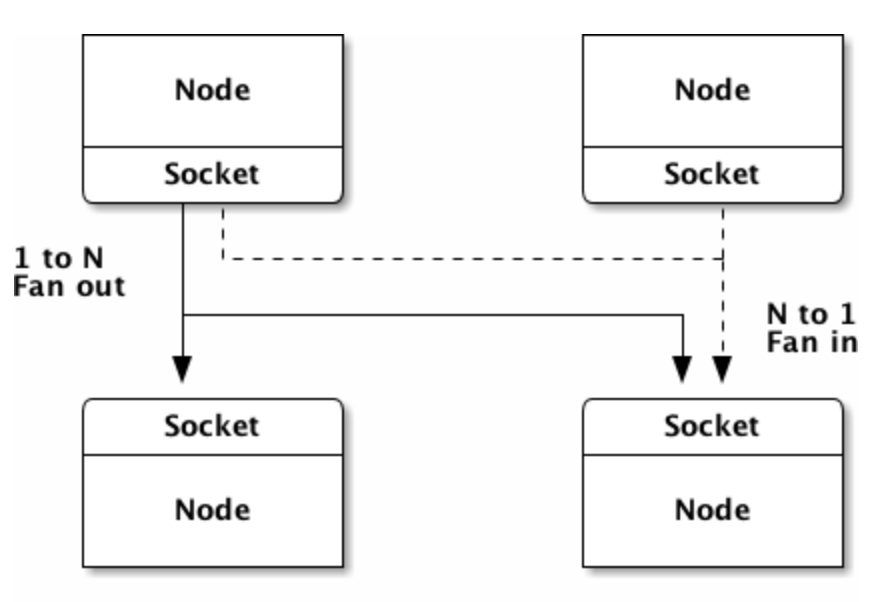 Node
Node
Socket
Socket
1 to N
Fan out
N to 1
Fan in
Socket
Socket
Node
Node